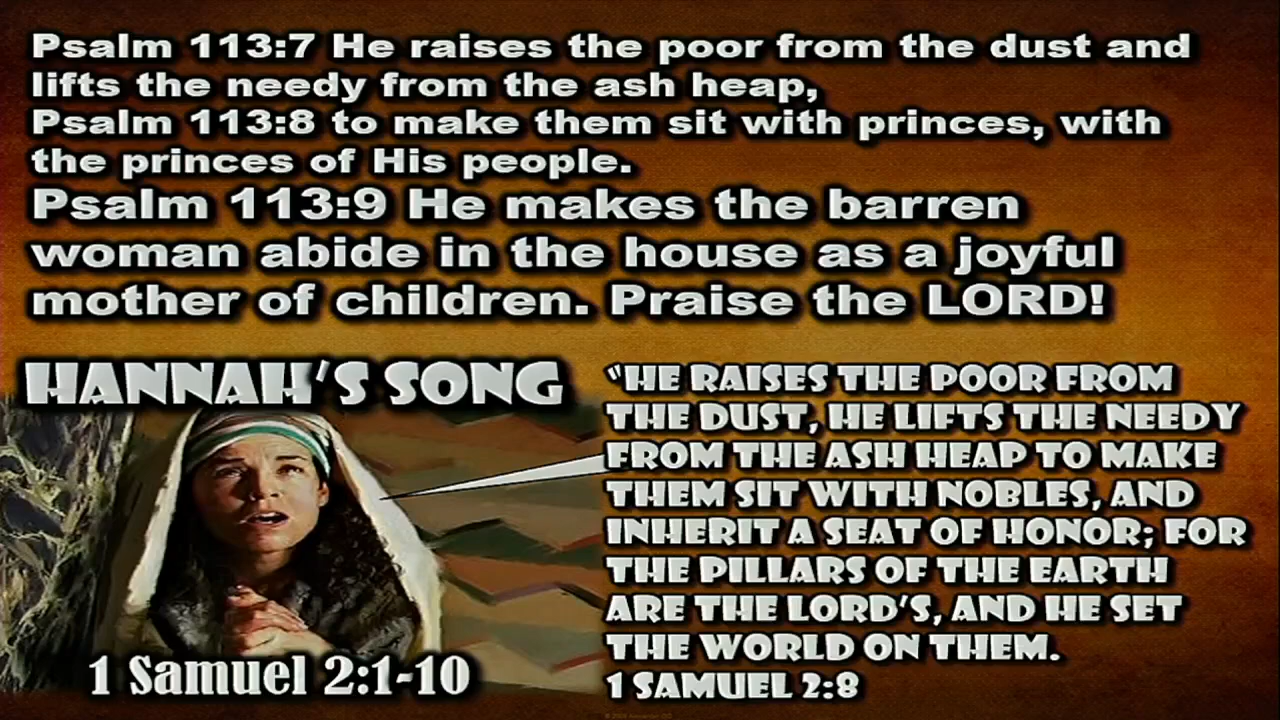 Psalm 113:7 He raises the poor from the dust and
lifts the needy from the ash heap,
Psalm 113:8 to make them sit with princes, with
the princes of His people.
Psalm 113:9 He makes the barren
woman abide in the house as a joyful
mother of children. Praise the LORD!
HANNAH'S SONG
“HE RAISES THE POOR FROM
THE DUST, HE LIFTS THE NEEDY
FROM THE ASH HEAP TO MAKE
THEM SIT WITH NOBLES, AND
INHERIT A SEAT OF HONOR; FOR
THE PILLARS OF THE EARTH
ARE THE LORD'S, AND HE SET
THE WORLD ON THEM.
1 SAMUEL 2:8
1 Samuel 2:1-10